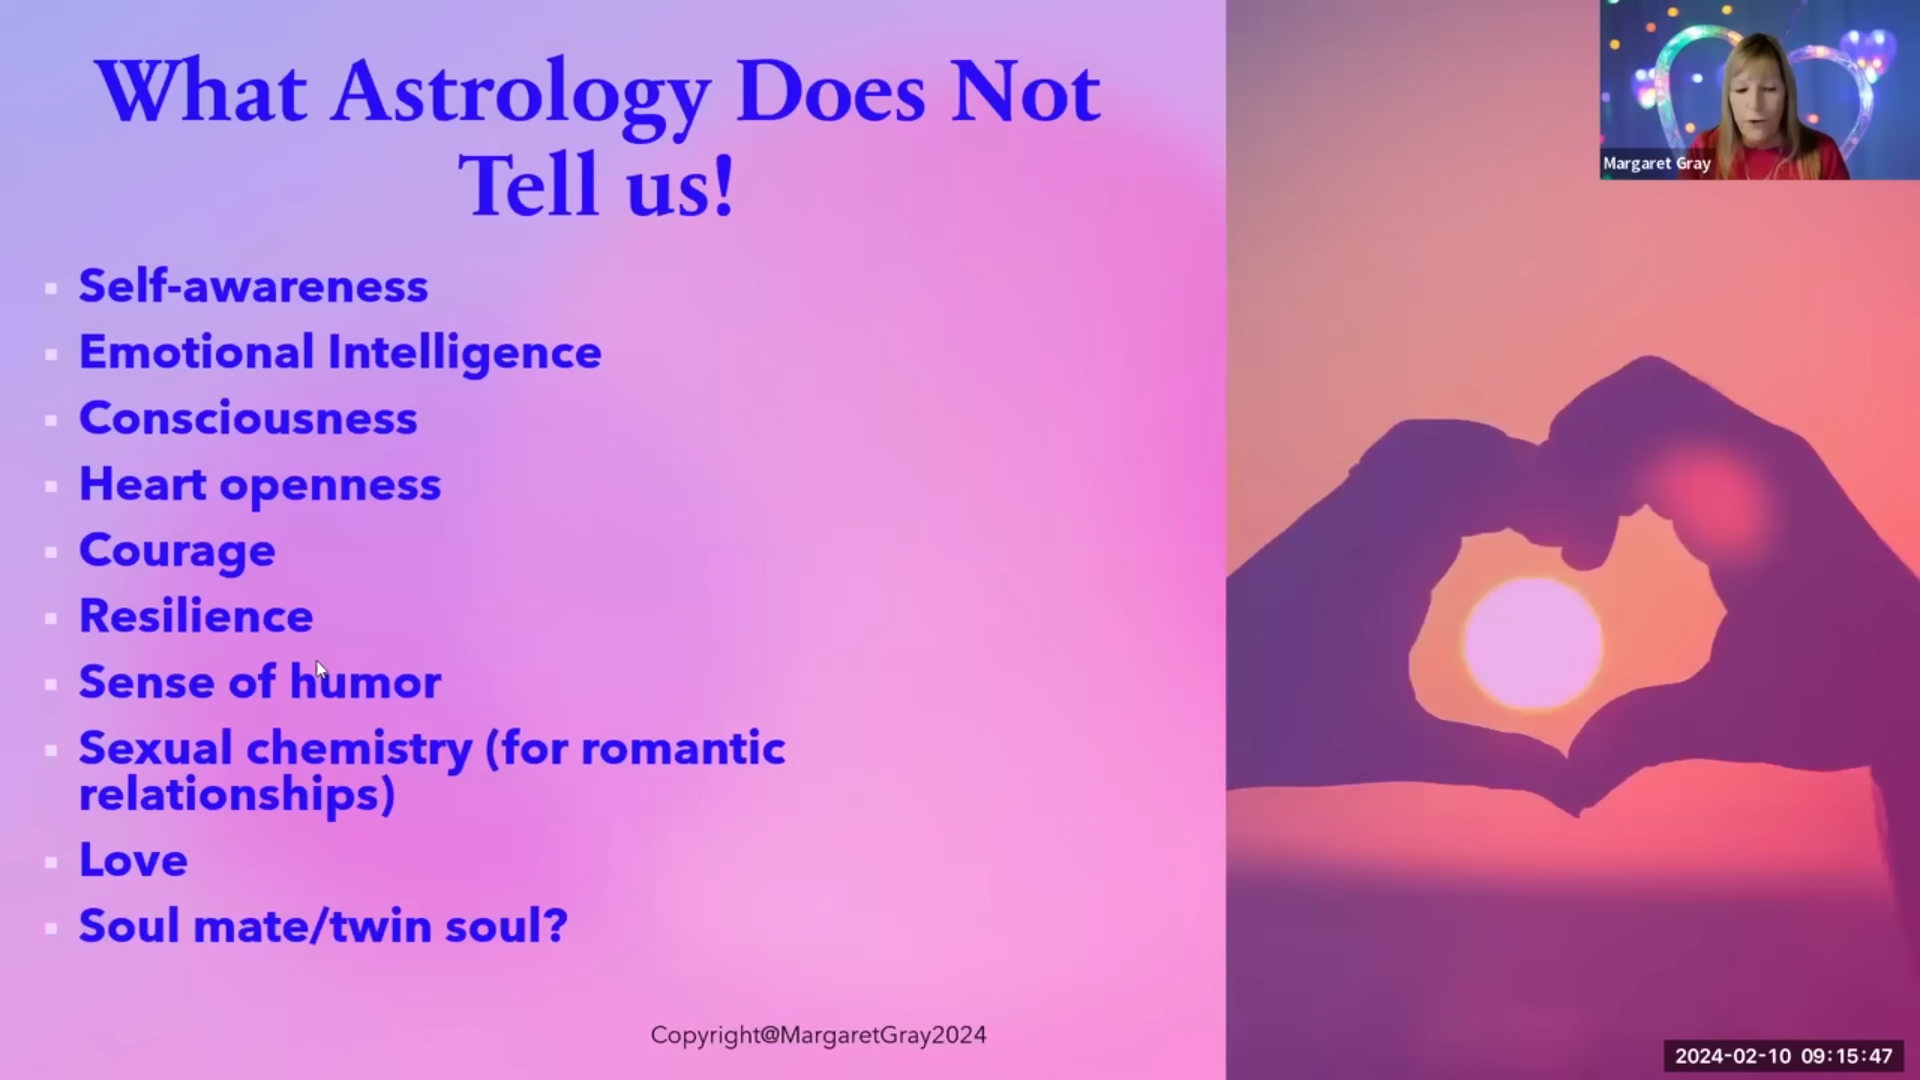 What Astrology Does Not
Tell us!
Self-awareness
Emotional Intelligence
Consciousness
Heart openness
Courage
Resilience
Sense of humor
Sexual chemistry (for romantic
relationships)
Love
Soul mate/twin soul?
Copyright@MargaretGray2024
Margaret Gray
2024-02-10 09:15:47